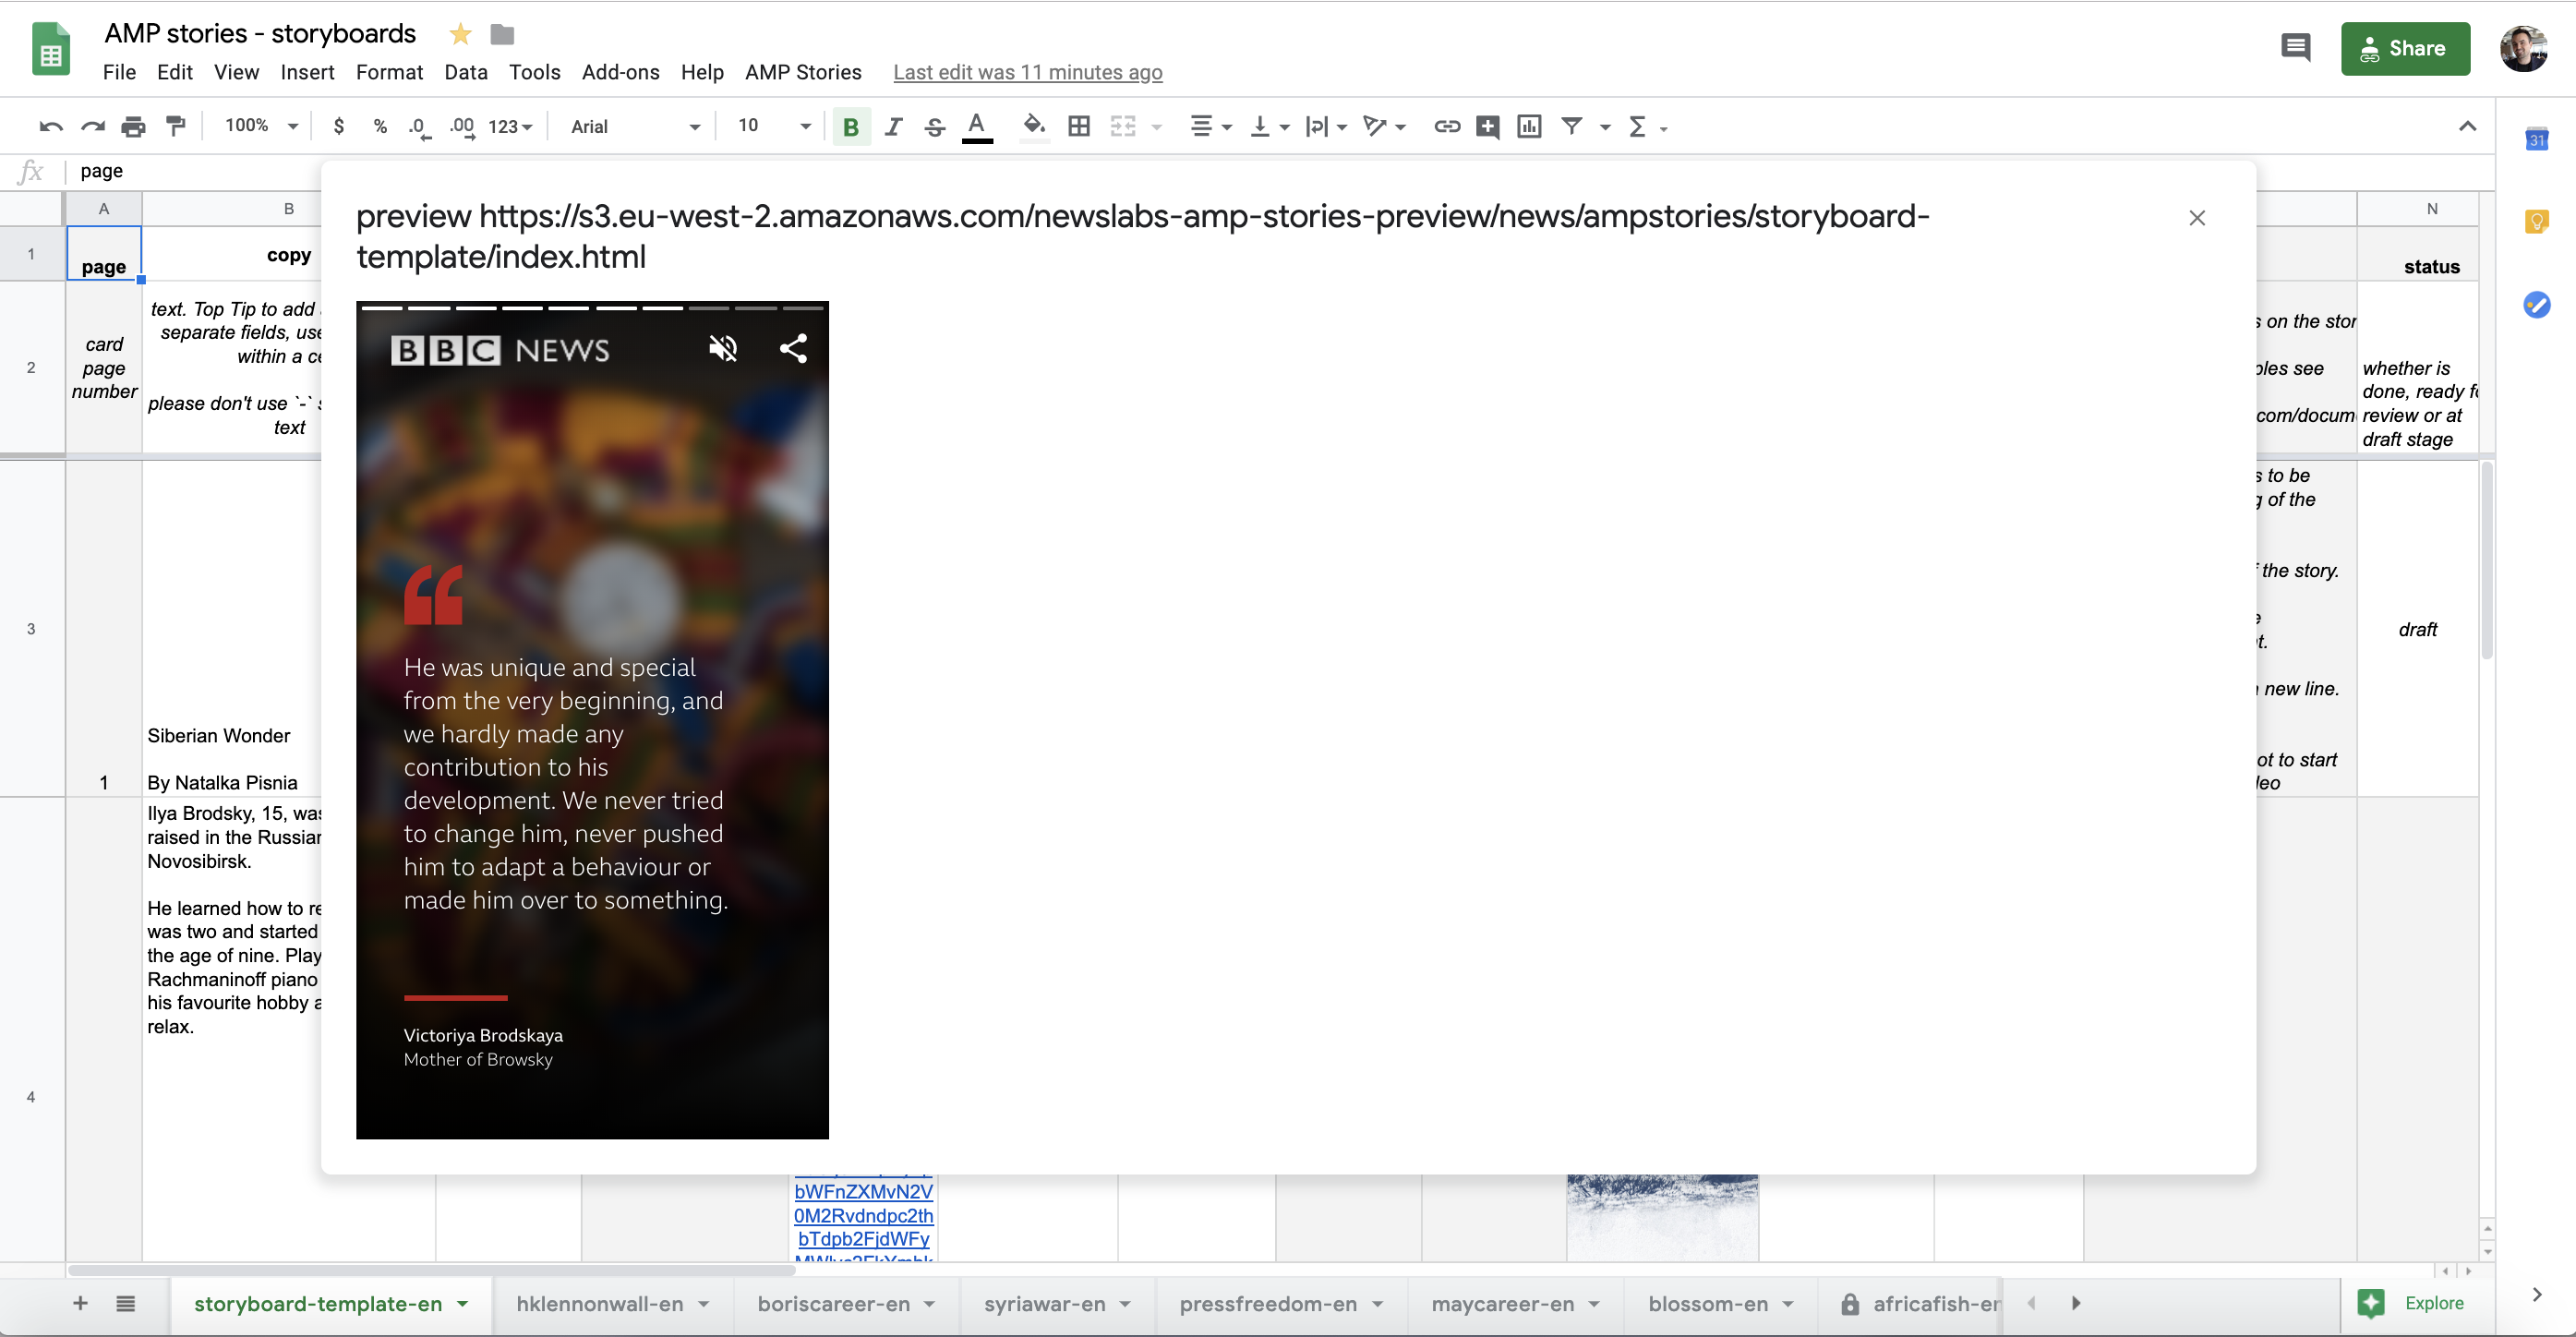 AMP stories - storyboards
Share
File Edit View Insert Format Data Tools Add-ons Help AMP Stories Last edit was 11 minutes ago
100% $ % .0 .00 123 Arial 10 B I S A Σ
31
fx page
A B N
1 page copy status
2
card
page
number
text. Top Tip to add
separate fields, use
within a ce
please don't use `-` s
text
s on the stor
ples see
com/docum
whether is
done, ready fo
review or at
draft stage
preview https://s3.eu-west-2.amazonaws.com/newslabs-amp-stories-preview/news/ampstories/storyboard-
template/index.html
BBC NEWS
“
He was unique and special
from the very beginning, and
we hardly made any
contribution to his
development. We never tried
to change him, never pushed
him to adapt a behaviour or
made him over to something.
Victoriya Brodskaya
Mother of Browsky
3
1
Siberian Wonder
By Natalka Pisnia
s to be
g of the
the story.
t.
new line.
ot to start
leo
draft
4
Ilya Brodsky, 15, was
raised in the Russian
Novosibirsk.
He learned how to re
was two and started
the age of nine. Play
Rachmaninoff piano
his favourite hobby a
relax.
bWFnZXMvN2V
0M2Rvdndpc2th
bTdpb2FjdWFy
storyboard-template-en hklennonwall-en boriscareer-en syriawar-en pressfreedom-en maycareer-en blossom-en africafish-en Explore